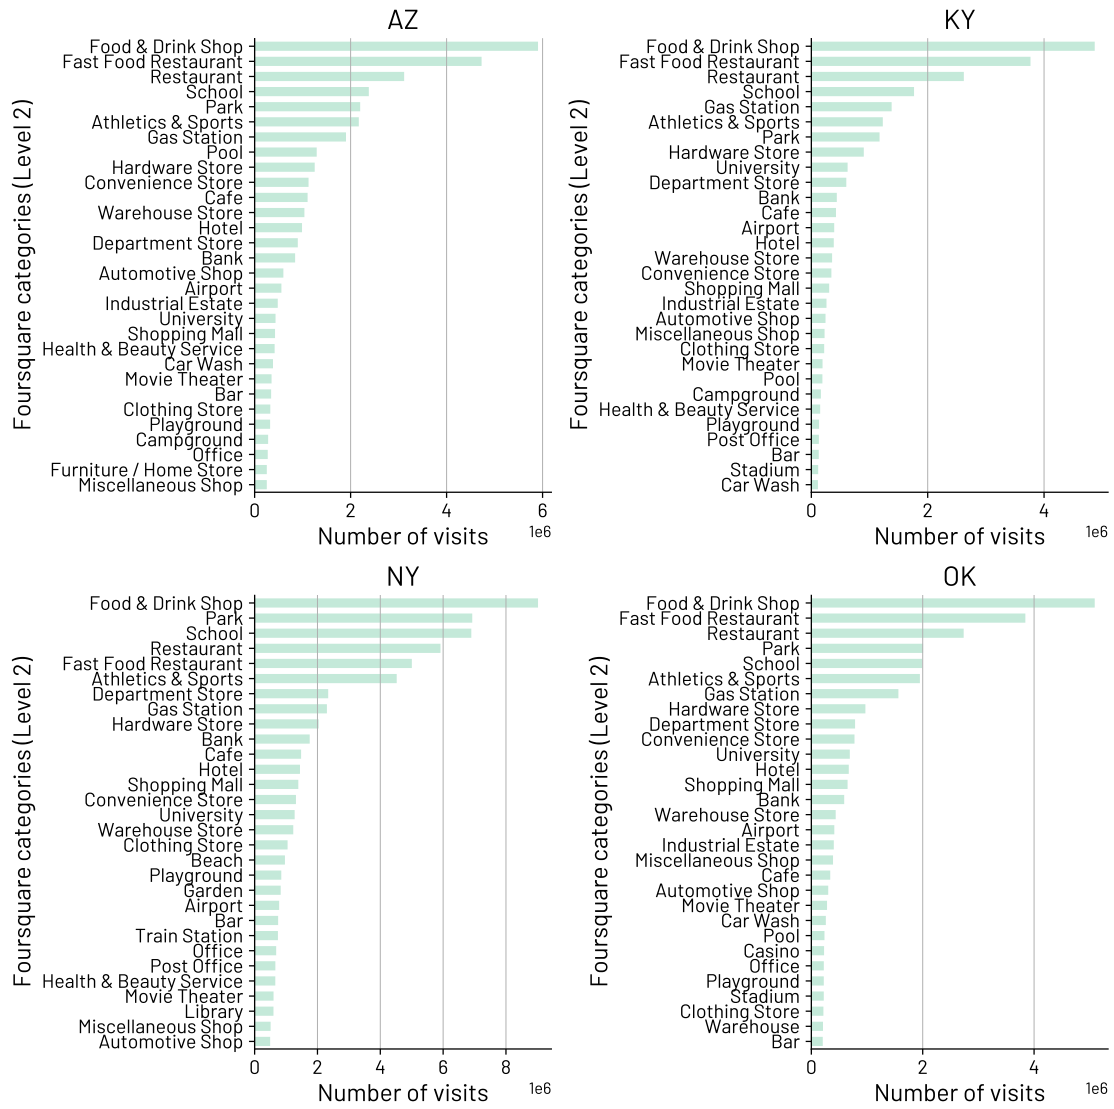 AZ
Foursquare categories (Level 2)
Food & Drink Shop
Fast Food Restaurant
Restaurant
School
Park
Athletics & Sports
Gas Station
Pool
Hardware Store
Convenience Store
Cafe
Warehouse Store
Hotel
Department Store
Bank
Automotive Shop
Airport
Industrial Estate
University
Shopping Mall
Health & Beauty Service
Car Wash
Movie Theater
Bar
Clothing Store
Playground
Campground
Office
Furniture / Home Store
Miscellaneous Shop
0 2 4 6
Number of visits 1e6
KY
Foursquare categories (Level 2)
Food & Drink Shop
Fast Food Restaurant
Restaurant
School
Gas Station
Athletics & Sports
Park
Hardware Store
University
Department Store
Bank
Cafe
Airport
Hotel
Warehouse Store
Convenience Store
Shopping Mall
Industrial Estate
Automotive Shop
Miscellaneous Shop
Clothing Store
Movie Theater
Pool
Campground
Health & Beauty Service
Playground
Post Office
Bar
Stadium
Car Wash
0 2 4
Number of visits 1e6
NY
Foursquare categories (Level 2)
Food & Drink Shop
Park
School
Restaurant
Fast Food Restaurant
Athletics & Sports
Department Store
Gas Station
Hardware Store
Bank
Cafe
Hotel
Shopping Mall
Convenience Store
University
Warehouse Store
Clothing Store
Beach
Playground
Garden
Airport
Bar
Train Station
Office
Post Office
Health & Beauty Service
Movie Theater
Library
Miscellaneous Shop
Automotive Shop
0 2 4 6 8
Number of visits 1e6
OK
Foursquare categories (Level 2)
Food & Drink Shop
Fast Food Restaurant
Restaurant
Park
School
Athletics & Sports
Gas Station
Hardware Store
Department Store
Convenience Store
University
Hotel
Shopping Mall
Bank
Warehouse Store
Airport
Industrial Estate
Miscellaneous Shop
Cafe
Automotive Shop
Movie Theater
Car Wash
Pool
Casino
Office
Playground
Stadium
Clothing Store
Warehouse
Bar
0 2 4
Number of visits 1e6